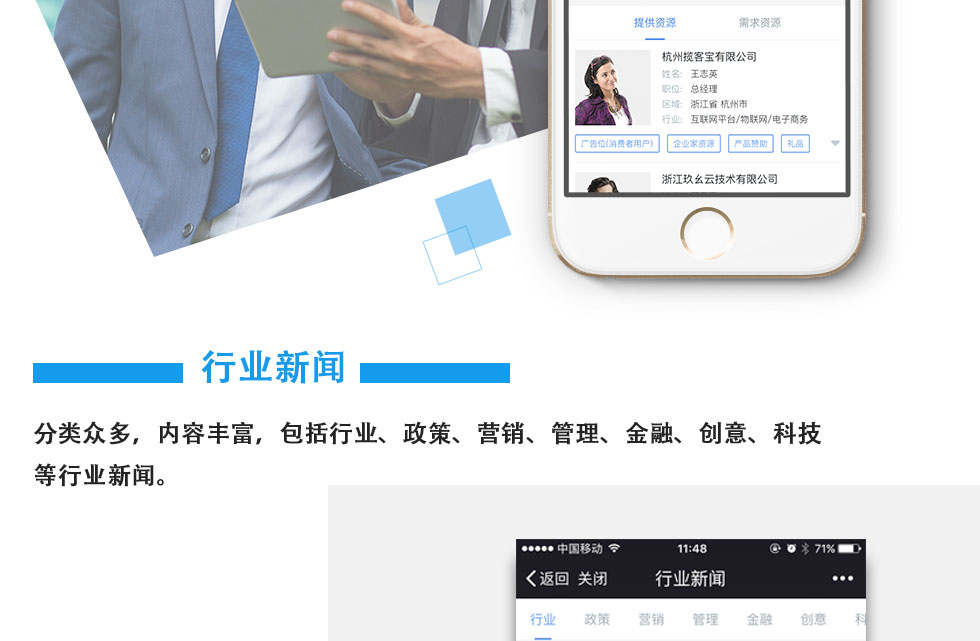 提供资源 需求资源
杭州揽客宝有限公司
姓名: 王志英
职位: 总经理
区域: 浙江省 杭州市
行业: 互联网平台/物联网/电子商务
广告位(消费者用户) 企业家资源 产品赞助 礼品
浙江玖幺云技术有限公司
行业新闻
分类众多，内容丰富，包括行业、政策、营销、管理、金融、创意、科技
等行业新闻。
中国移动 11:48 71%
返回 关闭 行业新闻
行业 政策 营销 管理 金融 创意 科